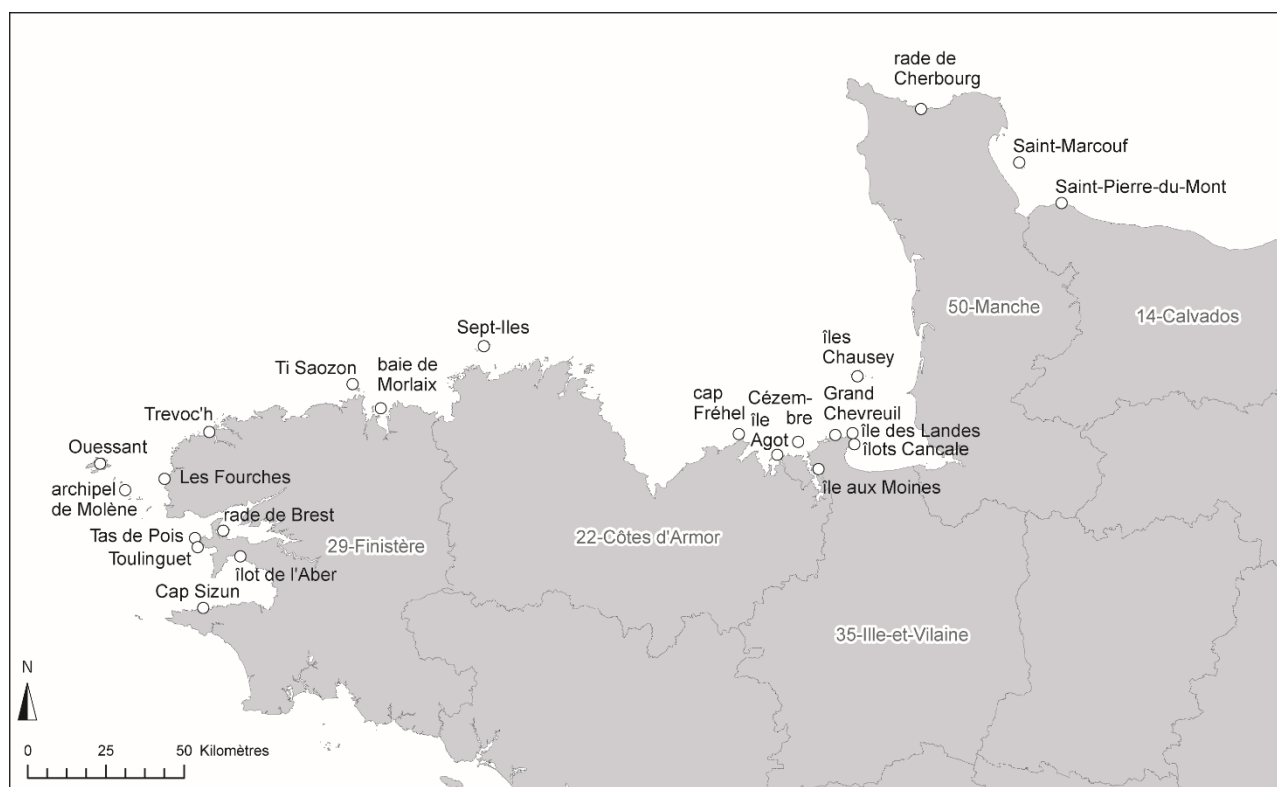 rade de
Cherbourg
Saint-Marcouf
Saint-Pierre-du-Mont
50-Manche
14-Calvados
Sept-Iles
îles
Chausey
Ti Saozon
baie de
Morlaix
cap
Fréhel
Cézem-
bre
île
Agot
Grand
Chevreuil
île des Landes
îlots Cancale
île aux Moines
Trevoc'h
Ouessant
Les Fourches
archipel
de Molène
rade de Brest
Tas de Pois
Toulinguet
29-Finistère
22-Côtes d'Armor
îlot de l'Aber
Cap Sizun
35-Ille-et-Vilaine
N
0 25 50 Kilomètres